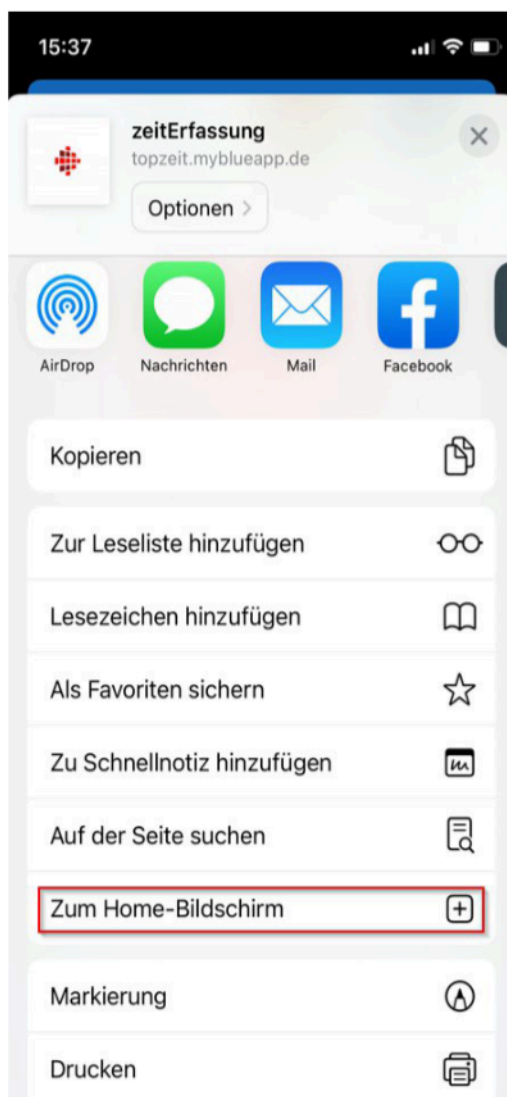 15:37
zeitErfassung
topzeit.myblueapp.de
Optionen
AirDrop Nachrichten Mail Facebook
Kopieren
Zur Leseliste hinzufügen
Lesezeichen hinzufügen
Als Favoriten sichern
Zu Schnellnotiz hinzufügen
Auf der Seite suchen
Zum Home-Bildschirm
Markierung
Drucken